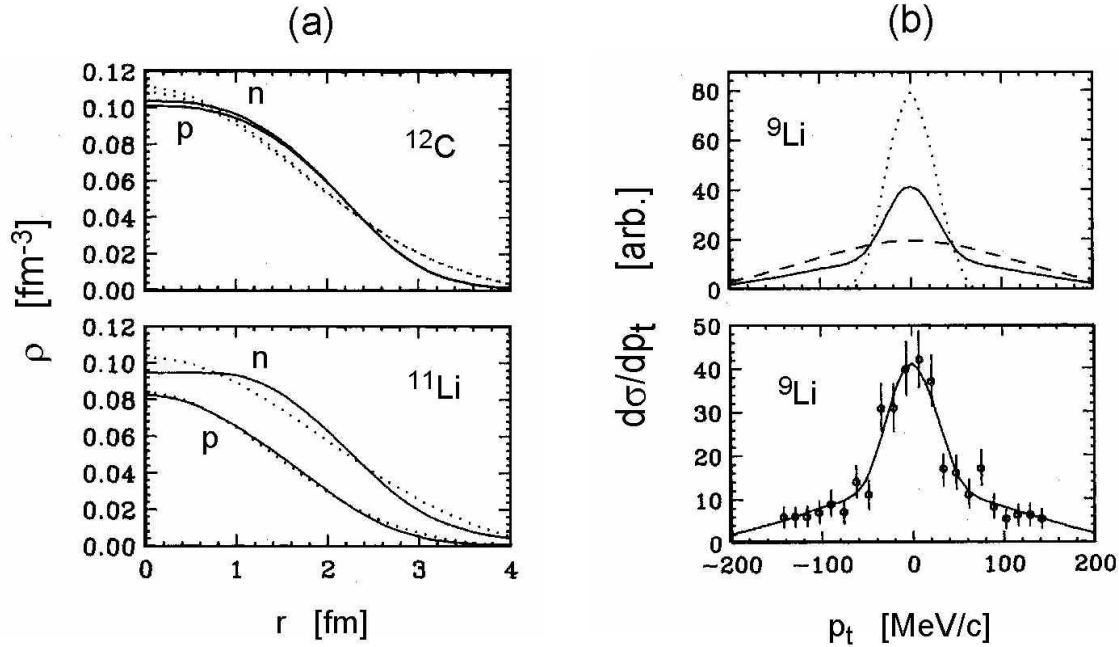 (a)
(b)
ρ [fm⁻³]
0.12
0.10
0.08
0.06
0.04
0.02
0.00
n
p
¹²C
0.12
0.10
0.08
0.06
0.04
0.02
0.00
n
p
¹¹Li
0 1 2 3 4
r [fm]
dσ/dpₜ [arb.]
80
60
40
20
0
⁹Li
50
40
30
20
10
0
⁹Li
−200 −100 0 100 200
pₜ [MeV/c]